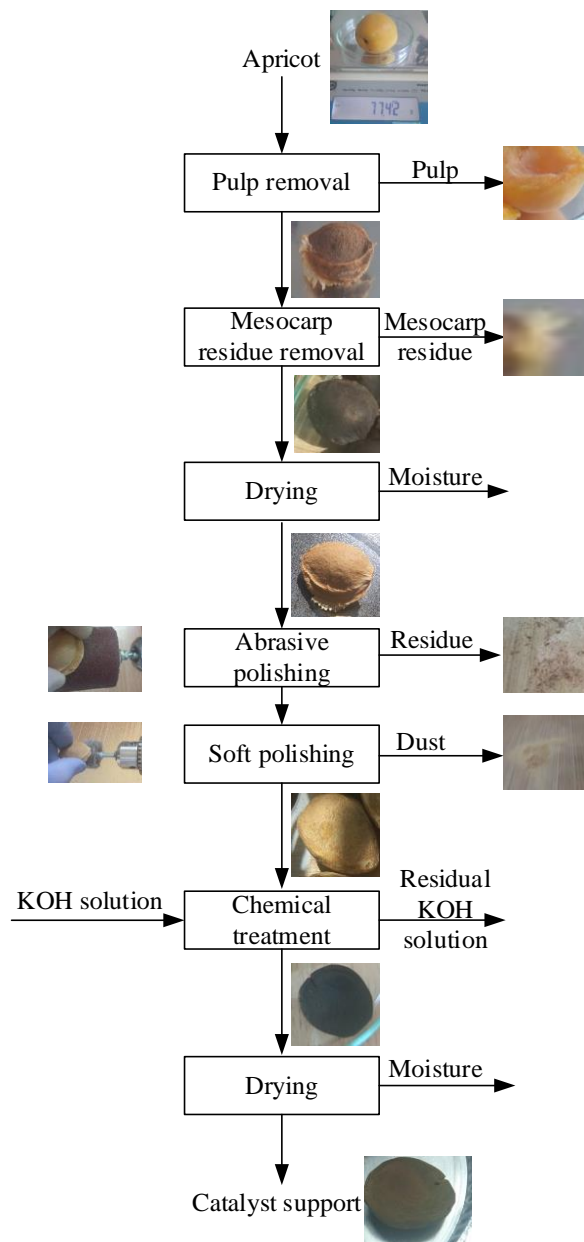 Apricot
7742
Pulp removal
Pulp
Mesocarp
residue removal
Mesocarp
residue
Drying
Moisture
Abrasive
polishing
Residue
Soft polishing
Dust
KOH solution
Chemical
treatment
Residual
KOH
solution
Drying
Moisture
Catalyst support